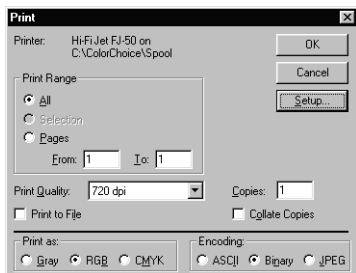 Print
Printer: Hi-Fi Jet FJ-50 on
C:\ColorChoice\Spool
OK
Cancel
Setup...
Print Range
All
Selection
Pages
From: 1 To: 1
Print Quality: 720 dpi
Copies: 1
Print to File
Collate Copies
Print as:
Gray RGB CMYK
Encoding:
ASCII Binary JPEG